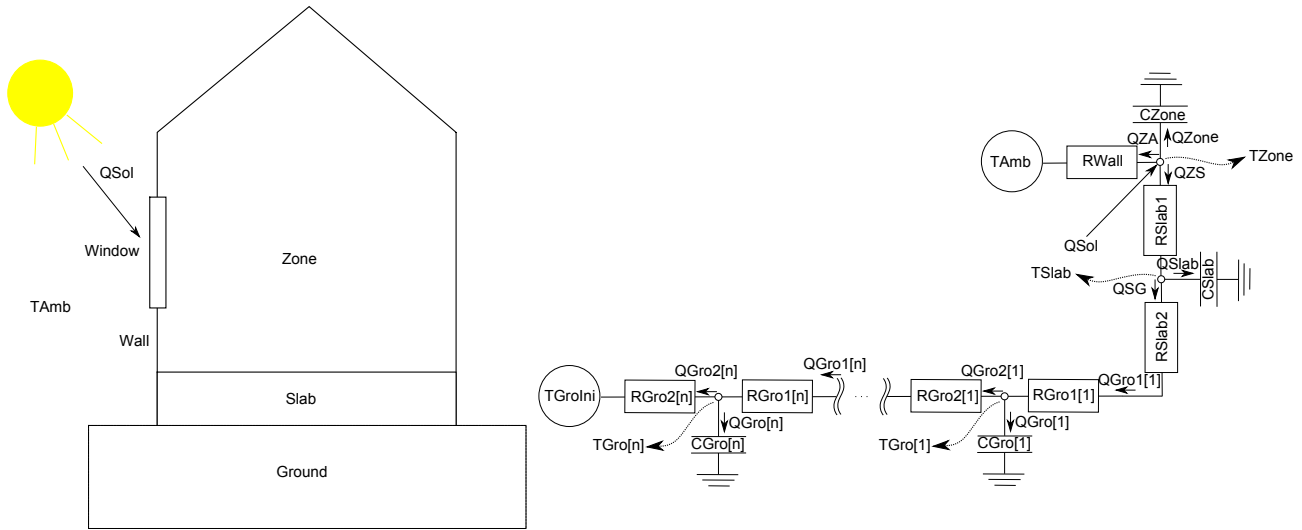 QSol
Window
Zone
TAmb
Wall
Slab
Ground
CZone
QZA
QZone
TAmb
RWall
TZone
QZS
RSlab1
QSol
QSlab
TSlab
CSlab
QSG
RSlab2
QGro1[n]
QGro2[n]
QGro2[1]
QGro1[1]
TGroIni
RGro2[n]
RGro1[n]
...
RGro2[1]
RGro1[1]
QGro[n]
QGro[1]
TGro[n]
CGro[n]
TGro[1]
CGro[1]